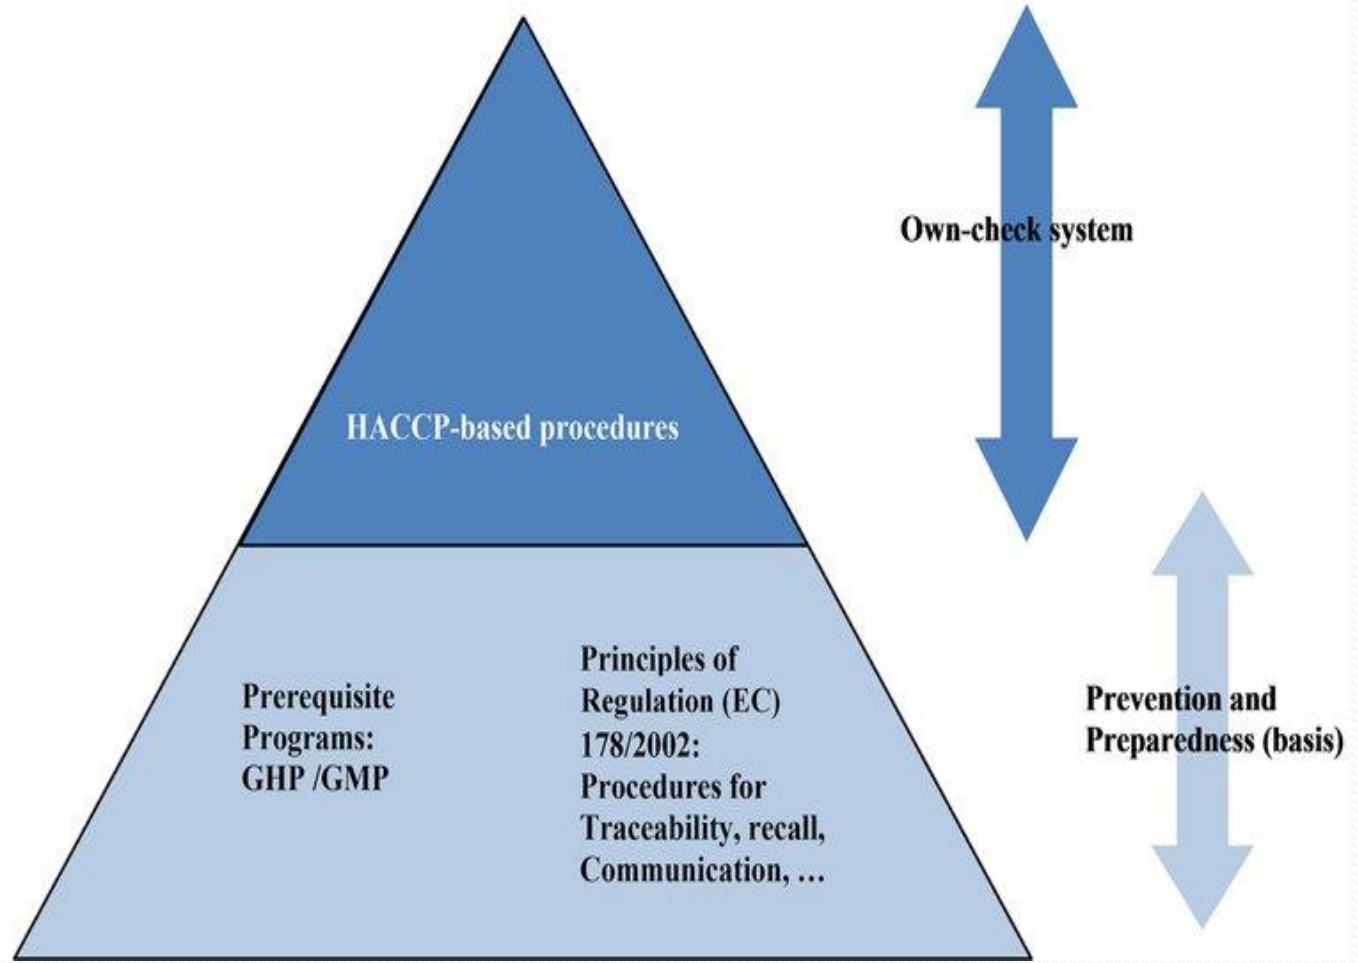 Own-check system
HACCP-based procedures
Prerequisite
Programs:
GHP /GMP
Principles of
Regulation (EC)
178/2002:
Procedures for
Traceability, recall,
Communication, …
Prevention and
Preparedness (basis)